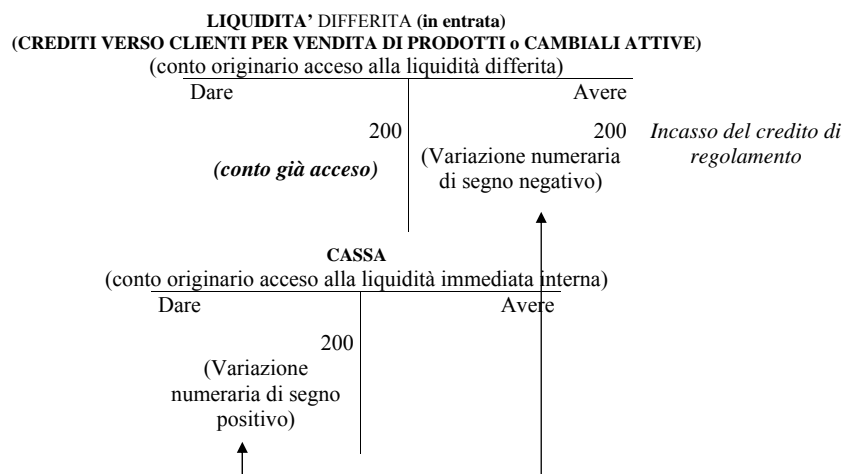 LIQUIDITA’ DIFFERITA (in entrata)
(CREDITI VERSO CLIENTI PER VENDITA DI PRODOTTI o CAMBIALI ATTIVE)
(conto originario acceso alla liquidità differita)
Dare Avere
200 200 Incasso del credito di
(Variazione numeraria regolamento
(conto già acceso) di segno negativo)
CASSA
(conto originario acceso alla liquidità immediata interna)
Dare Avere
200
(Variazione
numeraria di segno
positivo)